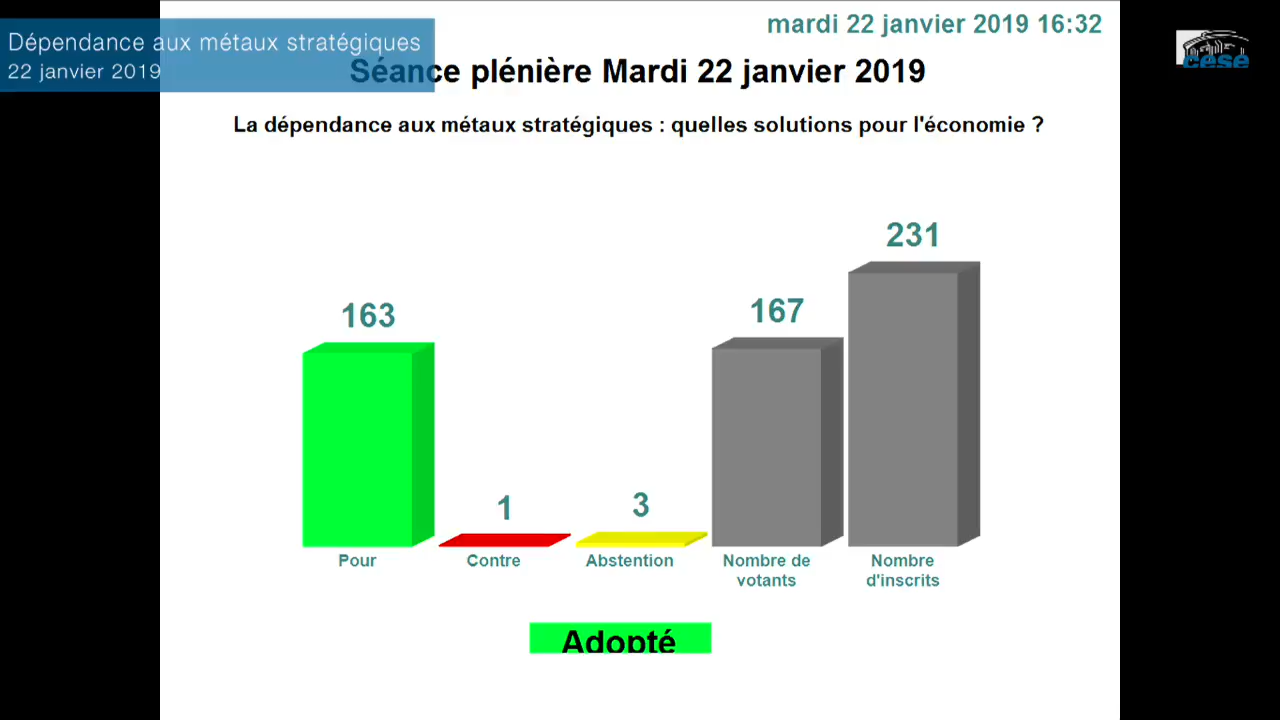 mardi 22 janvier 2019 16:32
Dépendance aux métaux stratégiques
22 janvier 2019
cese
Séance plénière Mardi 22 janvier 2019
La dépendance aux métaux stratégiques : quelles solutions pour l'économie ?
231
163
167
1
3
Pour
Contre
Abstention
Nombre de
votants
Nombre
d'inscrits
Adopté